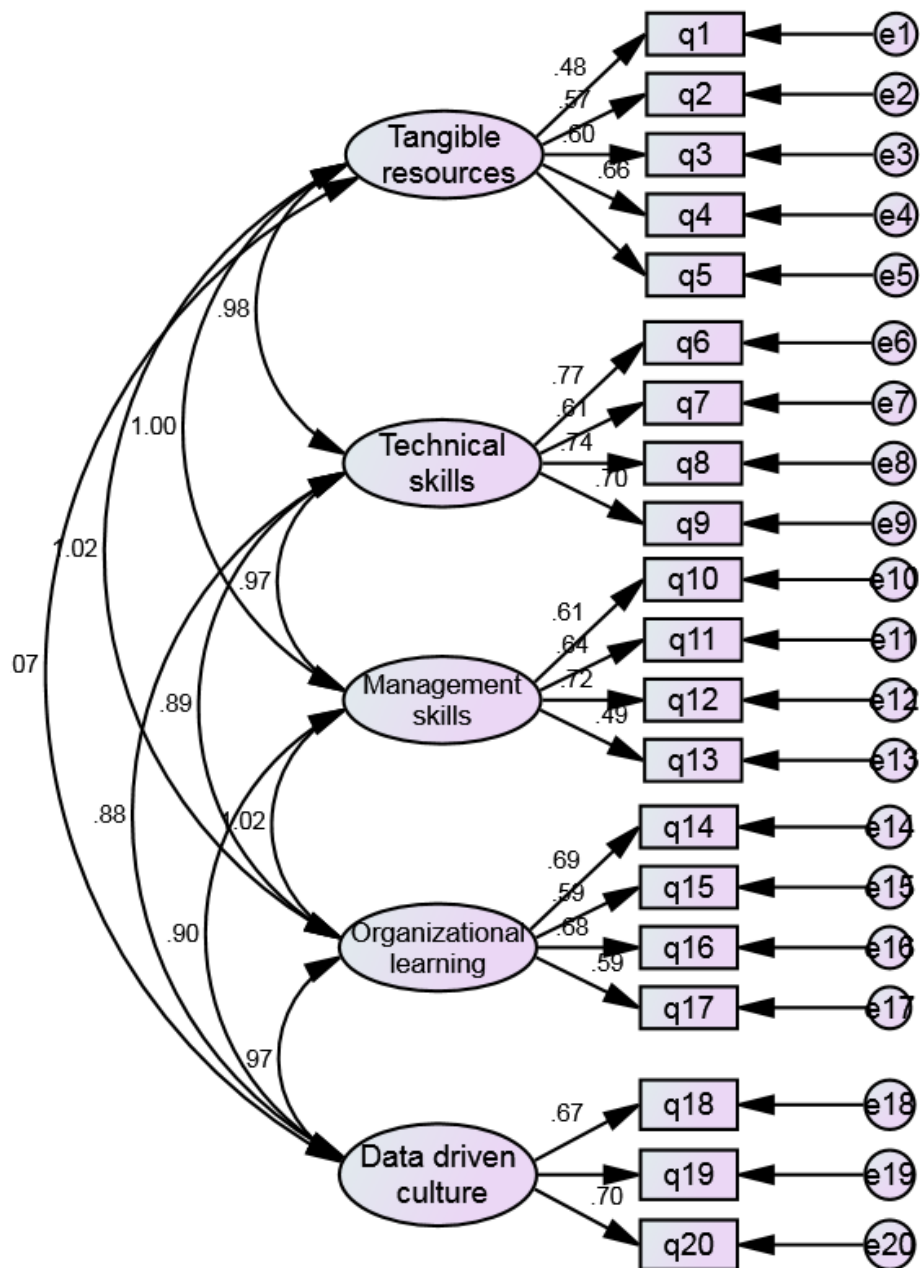 q1
e1
.48
q2
e2
.57
Tangible
resources
.60
q3
e3
.66
q4
e4
q5
e5
.98
q6
e6
.77
.61
q7
e7
Technical
skills
.74
q8
e8
.70
q9
e9
1.00
1.02
.97
q10
e10
.61
.64
q11
e11
07
.89
Management
skills
.72
q12
e12
.49
q13
e13
.88
1.02
q14
e14
.69
.59
q15
e15
.90
Organizational
learning
.68
q16
e16
.59
q17
e17
.97
q18
e18
.67
Data driven
culture
q19
e19
.70
q20
e20